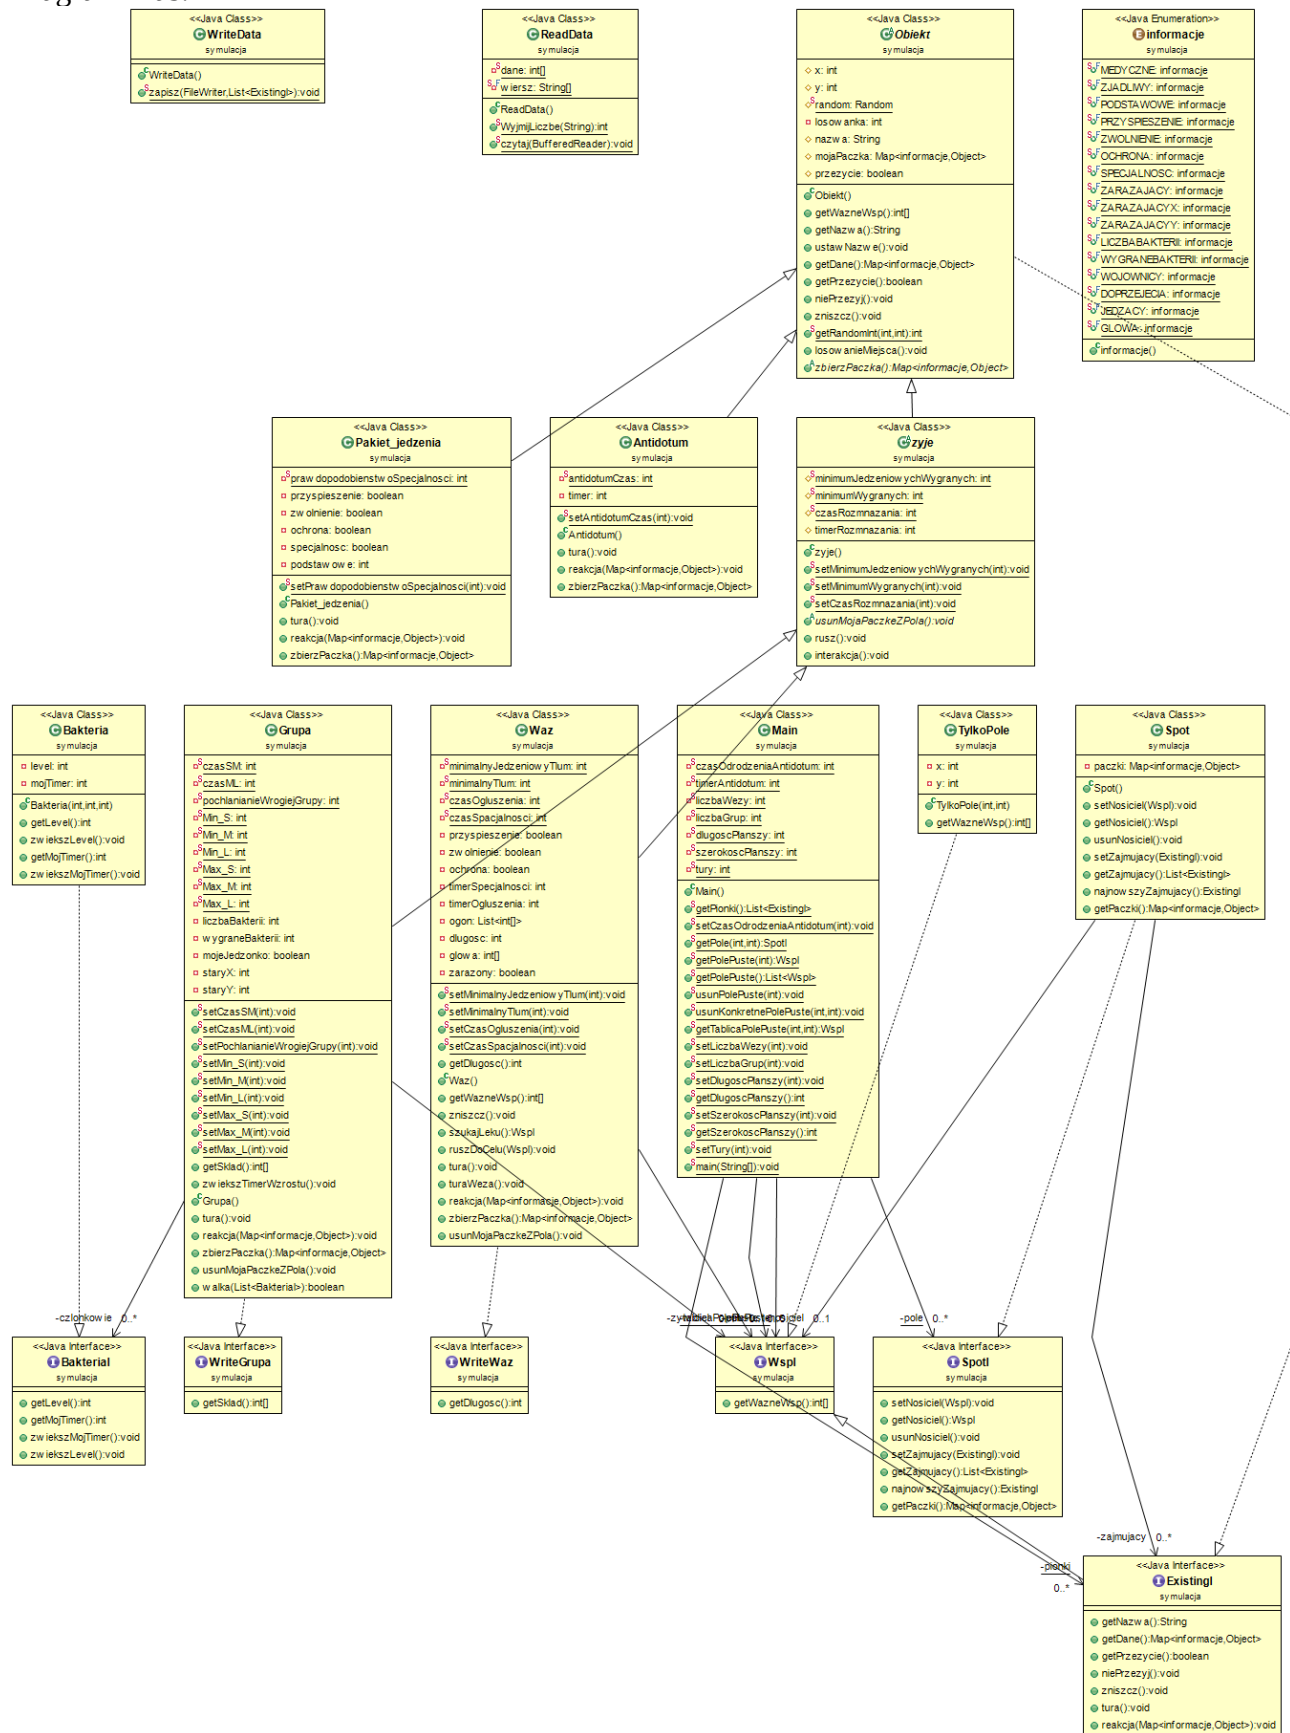 <<Java Class>>
WriteData
symulacja
WriteData()
zapisz(FileWriter,List<ExistingI>):void
<<Java Class>>
ReadData
symulacja
dane: int[]
wiersz: String[]
ReadData()
WyjmijLiczbe(String):int
czytaj(BufferedReader):void
<<Java Class>>
Obiekt
symulacja
x: int
y: int
random: Random
losowanka: int
nazwa: String
mojaPaczka: Map<informacje,Object>
przezycie: boolean
Obiekt()
getWazneWsp():int[]
getNazwa():String
ustawNazwe():void
getDane():Map<informacje,Object>
getPrzezycie():boolean
niePrzezyj():void
zniszcz():void
getRandomInt(int,int):int
losowanieMiejsca():void
zbierzPaczka():Map<informacje,Object>
<<Java Enumeration>>
informacje
symulacja
MEDYCZNE: informacje
ZJADLIWY: informacje
PODSTAWOWE: informacje
PRZYSPIESZENIE: informacje
ZWOLNIENIE: informacje
OCHRONA: informacje
SPECJALNOSC: informacje
ZARAZAJACY: informacje
ZARAZAJACYX: informacje
ZARAZAJACYY: informacje
LICZBABAKTERII: informacje
WYGRANEBAKTERII: informacje
WOJOWNICY: informacje
DOPRZEJECIA: informacje
JEDZACY: informacje
GLOWA: informacje
informacje()
<<Java Class>>
Pakiet_jedzenia
symulacja
prawdopodobienstwoSpecjalnosci: int
przyspieszenie: boolean
zwolnienie: boolean
ochrona: boolean
specjalnosc: boolean
podstawowe: int
setPrawdopodobienstwoSpecjalnosci(int):void
Pakiet_jedzenia()
tura():void
reakcja(Map<informacje,Object>):void
zbierzPaczka():Map<informacje,Object>
<<Java Class>>
Antidotum
symulacja
antidotumCzas: int
timer: int
setAntidotumCzas(int):void
Antidotum()
tura():void
reakcja(Map<informacje,Object>):void
zbierzPaczka():Map<informacje,Object>
<<Java Class>>
zyje
symulacja
minimumJedzeniowychWygranych: int
minimumWygranych: int
czasRozmnazania: int
timerRozmnazania: int
zyje()
setMinimumJedzeniowychWygranych(int):void
setMinimumWygranych(int):void
setCzasRozmnazania(int):void
usunMojaPaczkeZPola():void
rusz():void
interakcja():void
<<Java Class>>
Bakteria
symulacja
level: int
mojTimer: int
Bakteria(int,int,int)
getLevel():int
zwiekszLevel():void
getMojTimer():int
zwiekszMojTimer():void
<<Java Class>>
Grupa
symulacja
czasSM: int
czasML: int
pochlanianieWrogiejGrupy: int
Min_S: int
Min_M: int
Min_L: int
Max_S: int
Max_M: int
Max_L: int
liczbaBakterii: int
wygraneBakterii: int
mojeJedzonko: boolean
staryX: int
staryY: int
setCzasSM(int):void
setCzasML(int):void
setPochlanianieWrogiejGrupy(int):void
setMin_S(int):void
setMin_M(int):void
setMin_L(int):void
setMax_S(int):void
setMax_M(int):void
setMax_L(int):void
getSklad():int[]
zwiekszTimerWzrostu():void
Grupa()
tura():void
reakcja(Map<informacje,Object>):void
zbierzPaczka():Map<informacje,Object>
usunMojaPaczkeZPola():void
walka(List<BakteriaI>):boolean
<<Java Class>>
Waz
symulacja
minimalnyJedzeniowyTlum: int
minimalnyTlum: int
czasOgluszenia: int
czasSpacjalnosci: int
przyspieszenie: boolean
zwolnienie: boolean
ochrona: boolean
timerSpecjalnosci: int
timerOgluszenia: int
ogon: List<int[]>
dlugosc: int
glowa: int[]
zarazony: boolean
setMinimalnyJedzeniowyTlum(int):void
setMinimalnyTlum(int):void
setCzasOgluszenia(int):void
setCzasSpacjalnosci(int):void
getDlugosc():int
Waz()
getWazneWsp():int[]
zniszcz():void
szukajLeku():WspI
ruszDoCelu(WspI):void
tura():void
turaWeza():void
reakcja(Map<informacje,Object>):void
zbierzPaczka():Map<informacje,Object>
usunMojaPaczkeZPola():void
<<Java Class>>
Main
symulacja
czasOdrodzeniaAntidotum: int
timerAntidotum: int
liczbaWezy: int
liczbaGrup: int
dlugoscPlanszy: int
szerokoscPlanszy: int
tury: int
Main()
getPionki():List<ExistingI>
setCzasOdrodzeniaAntidotum(int):void
getPole(int,int):SpotI
getPolePuste(int):WspI
getPolePuste():List<WspI>
usunPolePuste(int):void
usunKonkretnePolePuste(int,int):void
getTablicaPolePuste(int,int):WspI
setLiczbaWezy(int):void
setLiczbaGrup(int):void
setDlugoscPlanszy(int):void
getDlugoscPlanszy():int
setSzerokoscPlanszy(int):void
getSzerokoscPlanszy():int
setTury(int):void
main(String[]):void
<<Java Class>>
TylkoPole
symulacja
x: int
y: int
TylkoPole(int,int)
getWazneWsp():int[]
<<Java Class>>
Spot
symulacja
paczki: Map<informacje,Object>
Spot()
setNosiciel(WspI):void
getNosiciel():WspI
usunNosiciel():void
setZajmujacy(ExistingI):void
getZajmujacy():List<ExistingI>
najnowszyZajmujacy():ExistingI
getPaczki():Map<informacje,Object>
-członkowie 0..*
0..1
-pole 0..*
<<Java Interface>>
BakteriaI
symulacja
getLevel():int
getMojTimer():int
zwiekszMojTimer():void
zwiekszLevel():void
<<Java Interface>>
WriteGrupa
symulacja
getSklad():int[]
<<Java Interface>>
WriteWaz
symulacja
getDlugosc():int
<<Java Interface>>
WspI
symulacja
getWazneWsp():int[]
<<Java Interface>>
SpotI
symulacja
setNosiciel(WspI):void
getNosiciel():WspI
usunNosiciel():void
setZajmujacy(ExistingI):void
getZajmujacy():List<ExistingI>
najnowszyZajmujacy():ExistingI
getPaczki():Map<informacje,Object>
-zajmujacy 0..*
-pionki
0..*
<<Java Interface>>
ExistingI
symulacja
getNazwa():String
getDane():Map<informacje,Object>
getPrzezycie():boolean
niePrzezyj():void
zniszcz():void
tura():void
reakcja(Map<informacje,Object>):void